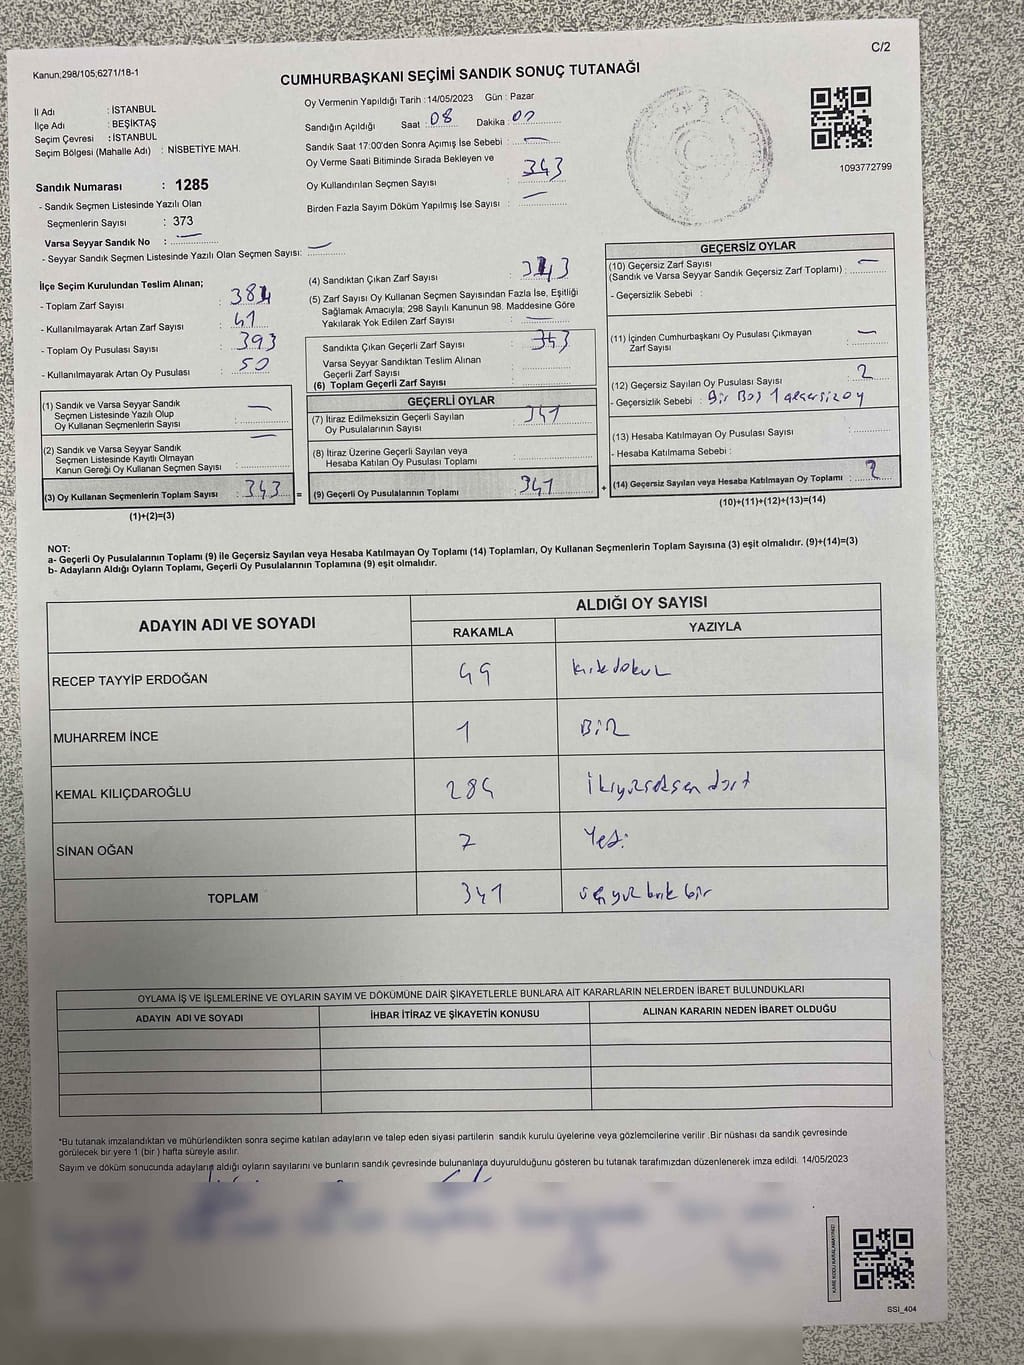 C/2
Kanun;298/105;6271/18-1
CUMHURBAŞKANI SEÇİMİ SANDIK SONUÇ TUTANAĞI
İl Adı : İSTANBUL
İlçe Adı : BEŞİKTAŞ
Seçim Çevresi : İSTANBUL
Seçim Bölgesi (Mahalle Adı) : NİSBETİYE MAH.
Sandık Numarası : 1285
- Sandık Seçmen Listesinde Yazılı Olan
Seçmenlerin Sayısı : 373
Varsa Seyyar Sandık No : —
- Seyyar Sandık Seçmen Listesinde Yazılı Olan Seçmen Sayısı: —
Oy Vermenin Yapıldığı Tarih : 14/05/2023 Gün : Pazar
Sandığın Açıldığı Saat : 08 Dakika : 00
Sandık Saat 17:00'den Sonra Açımış İse Sebebi : —
Oy Verme Saati Bitiminde Sırada Bekleyen ve
Oy Kullandırılan Seçmen Sayısı : 343
Birden Fazla Sayım Döküm Yapılmış İse Sayısı : —
1093772799
İlçe Seçim Kurulundan Teslim Alınan;
- Toplam Zarf Sayısı : 384
- Kullanılmayarak Artan Zarf Sayısı : 41
- Toplam Oy Pusulası Sayısı : 393
- Kullanılmayarak Artan Oy Pusulası : 50
(1) Sandık ve Varsa Seyyar Sandık
Seçmen Listesinde Yazılı Olup
Oy Kullanan Seçmenlerin Sayısı : —
(2) Sandık ve Varsa Seyyar Sandık
Seçmen Listesinde Kayıtlı Olmayan
Kanun Gereği Oy Kullanan Seçmen Sayısı : —
(3) Oy Kullanan Seçmenlerin Toplam Sayısı : 343 =
(1)+(2)=(3)
(4) Sandıktan Çıkan Zarf Sayısı : 343
(5) Zarf Sayısı Oy Kullanan Seçmen Sayısından Fazla İse, Eşitliği
Sağlamak Amacıyla; 298 Sayılı Kanunun 98. Maddesine Göre
Yakılarak Yok Edilen Zarf Sayısı : —
Sandıkta Çıkan Geçerli Zarf Sayısı : 343
Varsa Seyyar Sandıktan Teslim Alınan
Geçerli Zarf Sayısı :
(6) Toplam Geçerli Zarf Sayısı :
GEÇERLİ OYLAR
(7) İtiraz Edilmeksizin Geçerli Sayılan
Oy Pusulalarının Sayısı : 341
(8) İtiraz Üzerine Geçerli Sayılan veya
Hesaba Katılan Oy Pusulası Toplamı :
(9) Geçerli Oy Pusulalarının Toplamı : 341 +
GEÇERSİZ OYLAR
(10) Geçersiz Zarf Sayısı
(Sandık ve Varsa Seyyar Sandık Geçersiz Zarf Toplamı) : —
- Geçersizlik Sebebi :
(11) İçinden Cumhurbaşkanı Oy Pusulası Çıkmayan
Zarf Sayısı : —
(12) Geçersiz Sayılan Oy Pusulası Sayısı : 2
- Geçersizlik Sebebi : Bir Boş 1 geçersiz oy
(13) Hesaba Katılmayan Oy Pusulası Sayısı :
- Hesaba Katılmama Sebebi :
(14) Geçersiz Sayılan veya Hesaba Katılmayan Oy Toplamı : 2
(10)+(11)+(12)+(13)=(14)
NOT:
a- Geçerli Oy Pusulalarının Toplamı (9) ile Geçersiz Sayılan veya Hesaba Katılmayan Oy Toplamı (14) Toplamları, Oy Kullanan Seçmenlerin Toplam Sayısına (3) eşit olmalıdır. (9)+(14)=(3)
b- Adayların Aldığı Oyların Toplamı, Geçerli Oy Pusulalarının Toplamına (9) eşit olmalıdır.
ADAYIN ADI VE SOYADI ALDIĞI OY SAYISI
RAKAMLA YAZIYLA
RECEP TAYYİP ERDOĞAN 49 kırkdokuz
MUHARREM İNCE 1 BİR
KEMAL KILIÇDAROĞLU 284 ikiyüzseksendört
SİNAN OĞAN 7 Yedi
TOPLAM 341 üçyüzkırkbir
OYLAMA İŞ VE İŞLEMLERİNE VE OYLARIN SAYIM VE DÖKÜMÜNE DAİR ŞİKAYETLERLE BUNLARA AİT KARARLARIN NELERDEN İBARET BULUNDUKLARI
ADAYIN ADI VE SOYADI İHBAR İTİRAZ VE ŞİKAYETİN KONUSU ALINAN KARARIN NEDEN İBARET OLDUĞU
*Bu tutanak imzalandıktan ve mühürlendikten sonra seçime katılan adayların ve talep eden siyasi partilerin sandık kurulu üyelerine veya gözlemcilerine verilir .Bir nüshası da sandık çevresinde
görülecek bir yere 1 (bir ) hafta süreyle asılır.
Sayım ve döküm sonucunda adayların aldığı oyların sayılarını ve bunların sandık çevresinde bulunanlara duyurulduğunu gösteren bu tutanak tarafımızdan düzenlenerek imza edildi. 14/05/2023
KARE KODU KARALAMAYINIZ!
SSI_404